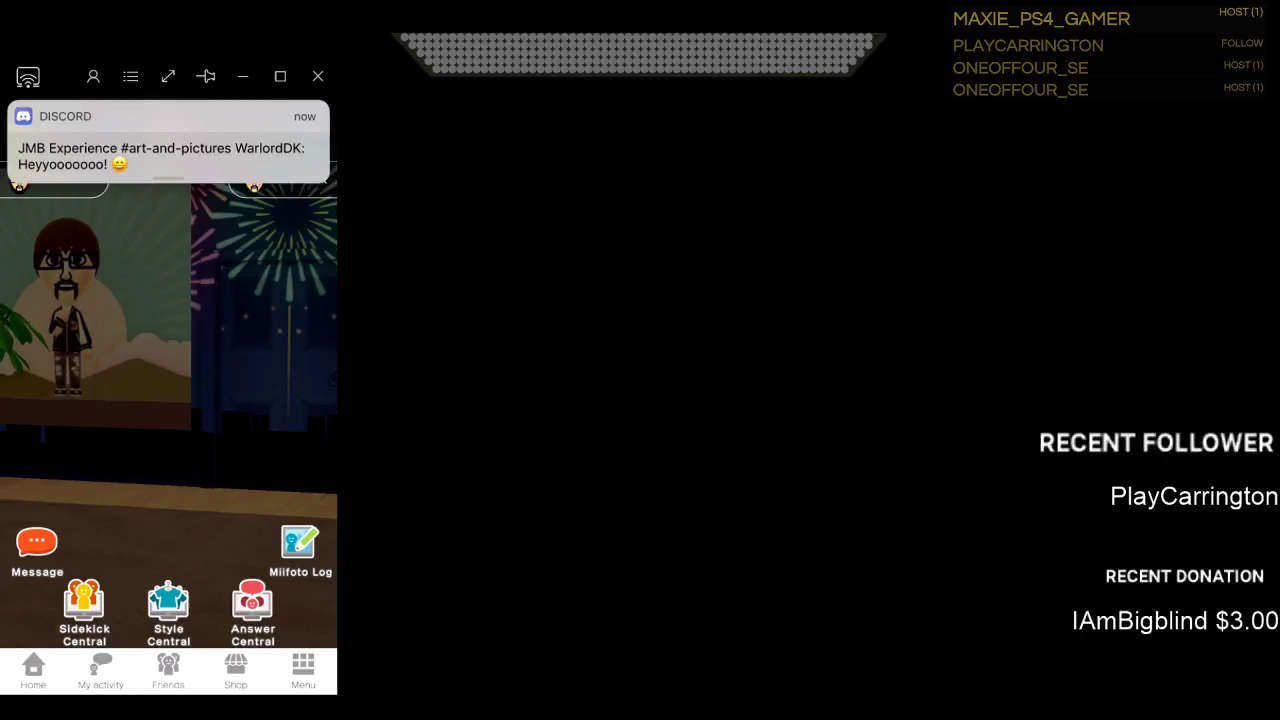 MAXIE_PS4_GAMER HOST (1)
PLAYCARRINGTON FOLLOW
ONEOFFOUR_SE HOST (1)
ONEOFFOUR_SE HOST (1)
DISCORD now
JMB Experience #art-and-pictures WarlordDK:
Heyyooooooo! 😄
RECENT FOLLOWER
PlayCarrington
RECENT DONATION
IAmBigblind $3.00
Message
Miifoto Log
Sidekick Central
Style Central
Answer Central
Home My activity Friends Shop Menu